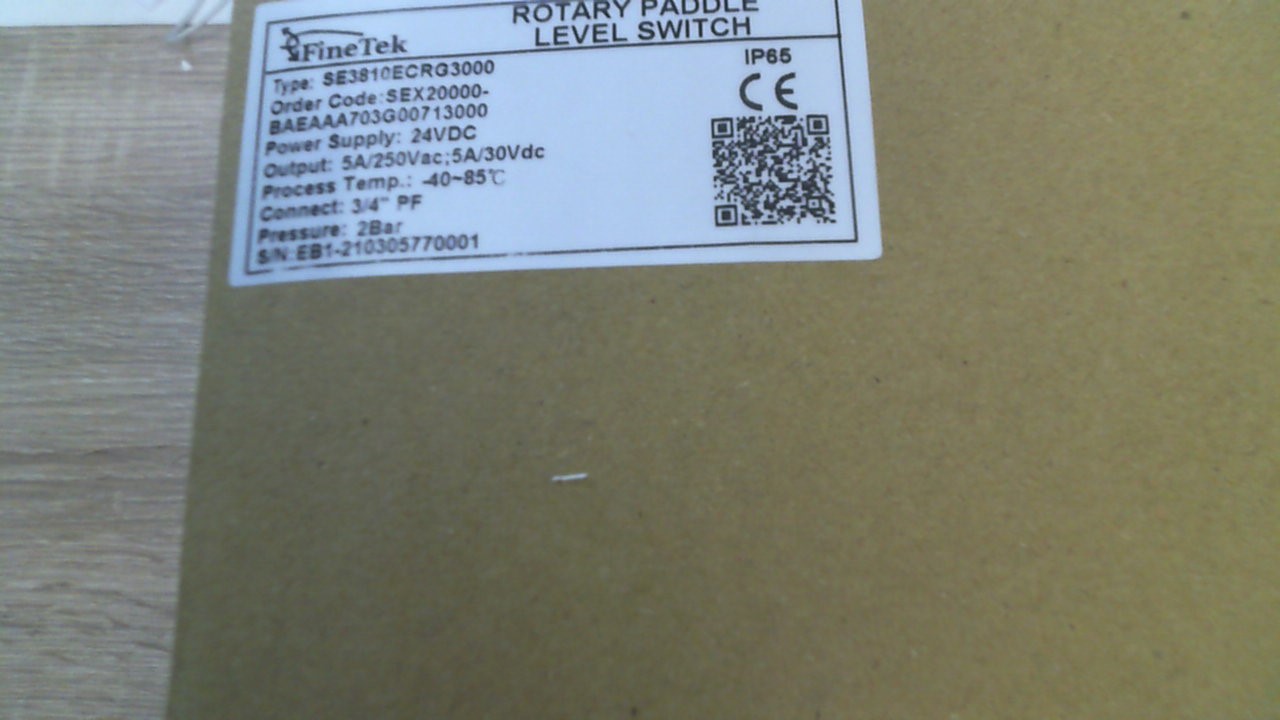 ROTARY PADDLE
LEVEL SWITCH
FineTek
IP65
CE
Type: SE3810ECRG3000
Order Code:SEX20000-
BAEAAA703G00713000
Power Supply: 24VDC
Output: 5A/250Vac;5A/30Vdc
Process Temp.: -40~85℃
Connect: 3/4" PF
Pressure: 2Bar
S/N:EB1-210305770001